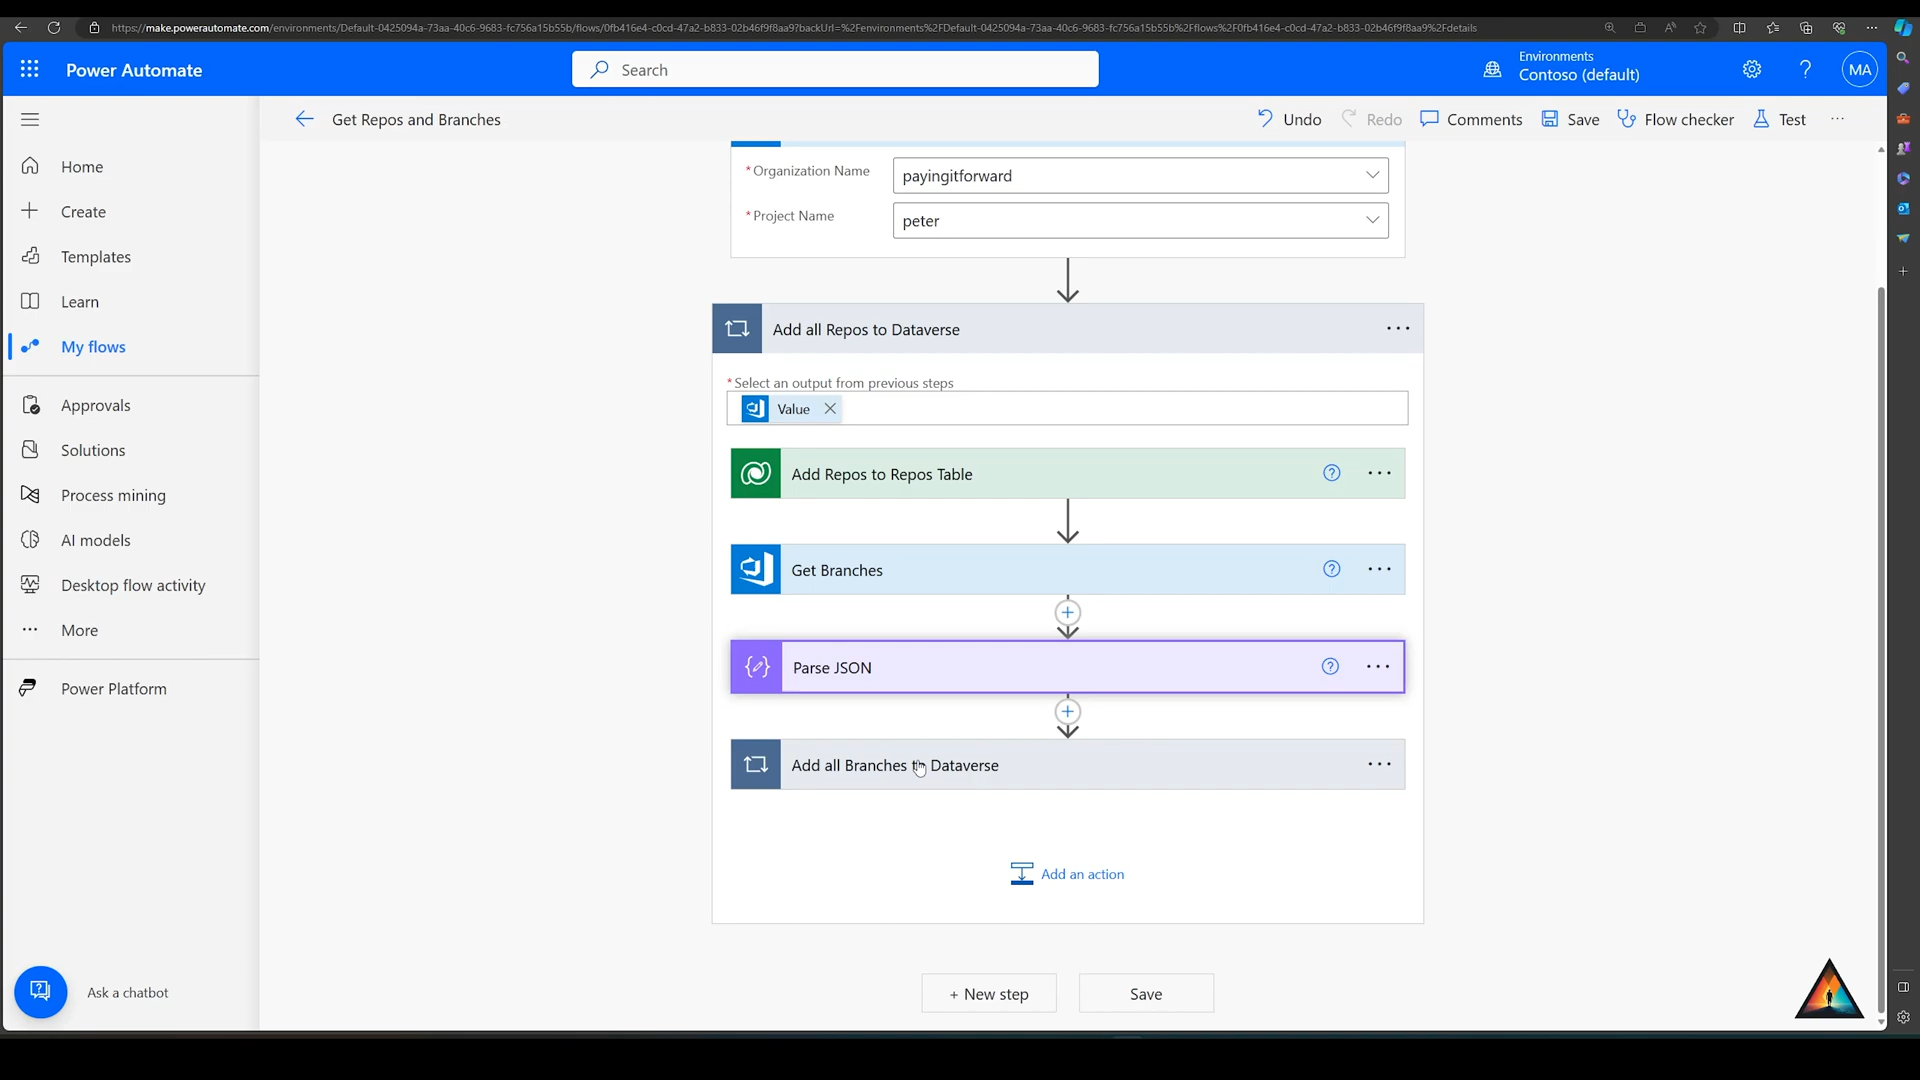 https://make.powerautomate.com/environments/Default-0425094a-73aa-40c6-9683-fc756a15b55b/flows/0fb416e4-c0cd-47a2-b833-02b46f9f8aa9?backUrl=%2Fenvironments%2FDefault-0425094a-73aa-40c6-9683-fc756a15b55b%2Fflows%2F0fb416e4-c0cd-47a2-b833-02b46f9f8aa9%2Fdetails
Power Automate
Search
Environments
Contoso (default)
MA
Get Repos and Branches
Undo
Redo
Comments
Save
Flow checker
Test
Home
Create
Templates
Learn
My flows
Approvals
Solutions
Process mining
AI models
Desktop flow activity
More
Power Platform
Ask a chatbot
* Organization Name
payingitforward
* Project Name
peter
Add all Repos to Dataverse
* Select an output from previous steps
Value
Add Repos to Repos Table
Get Branches
Parse JSON
Add all Branches to Dataverse
Add an action
+ New step
Save